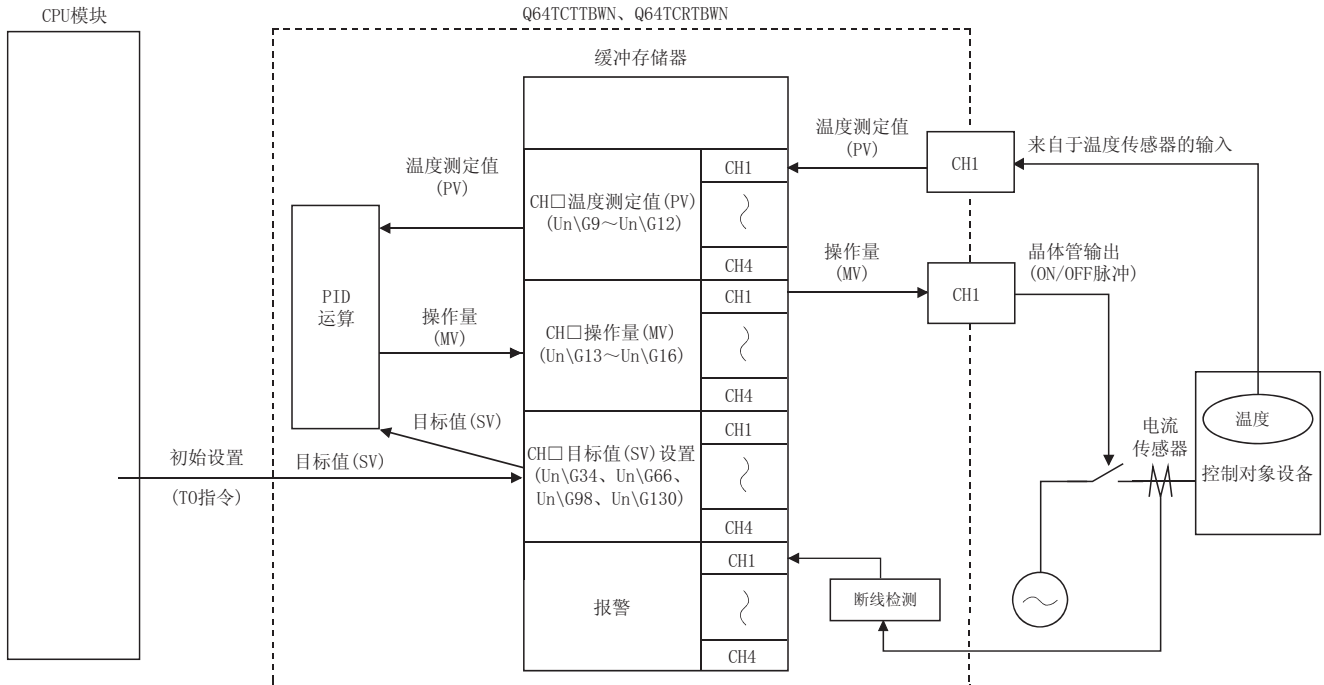 CPU模块
Q64TCTTBWN、Q64TCRTBWN
缓冲存储器
温度测定值
(PV)
CH1
来自于温度传感器的输入
温度测定值
(PV)
CH□温度测定值(PV)
(Un\G9～Un\G12)
CH1
CH4
PID
运算
操作量
(MV)
CH□操作量(MV)
(Un\G13～Un\G16)
CH1
CH4
操作量
(MV)
CH1
晶体管输出
(ON/OFF脉冲)
目标值(SV)
初始设置
(TO指令)
目标值(SV)
CH□目标值(SV)设置
(Un\G34、Un\G66、
Un\G98、Un\G130)
CH1
CH4
电流
传感器
温度
控制对象设备
报警
CH1
CH4
断线检测